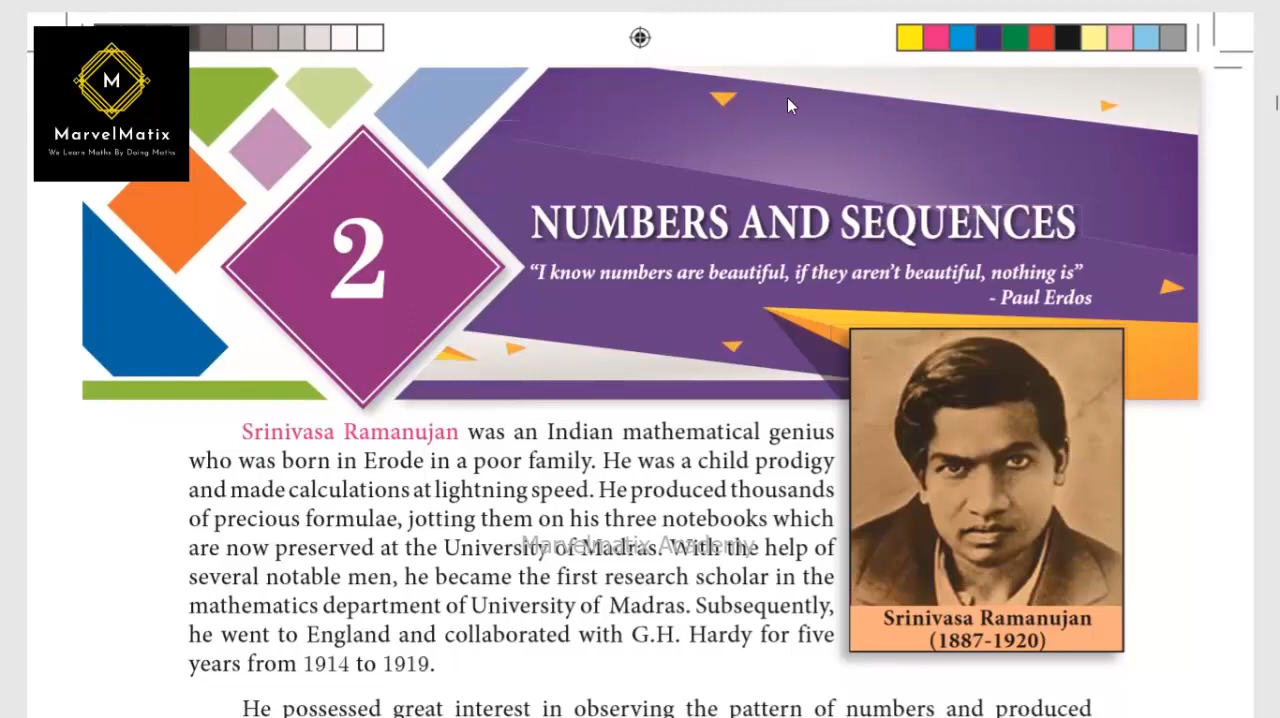 M
MarvelMatix
We Learn Maths By Doing Maths
2
NUMBERS AND SEQUENCES
“I know numbers are beautiful, if they aren’t beautiful, nothing is”
- Paul Erdos
Srinivasa Ramanujan was an Indian mathematical genius
who was born in Erode in a poor family. He was a child prodigy
and made calculations at lightning speed. He produced thousands
of precious formulae, jotting them on his three notebooks which
are now preserved at the University of Madras. With the help of
several notable men, he became the first research scholar in the
mathematics department of University of Madras. Subsequently,
he went to England and collaborated with G.H. Hardy for five
years from 1914 to 1919.
Marvelmatix Academy
Srinivasa Ramanujan
(1887-1920)
He possessed great interest in observing the pattern of numbers and produced